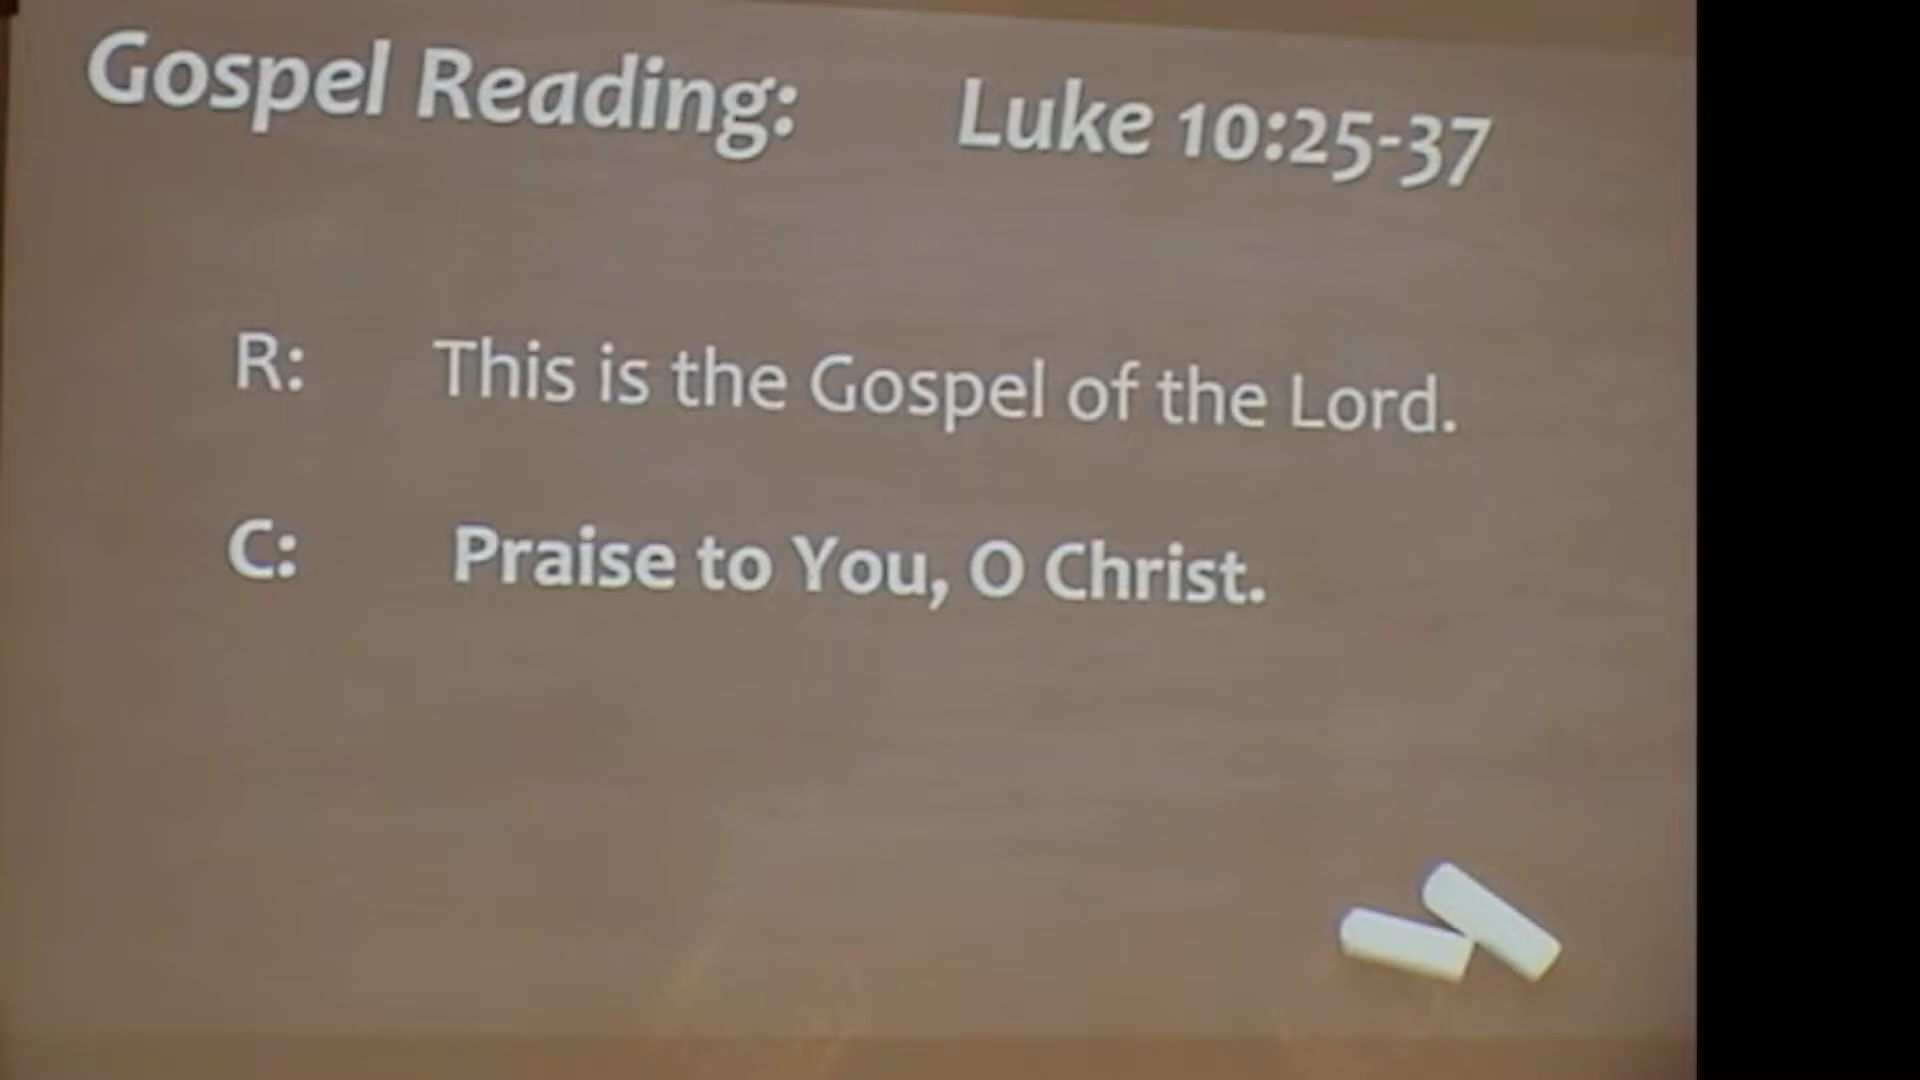 Gospel Reading: Luke 10:25-37
R: This is the Gospel of the Lord.
C: Praise to You, O Christ.